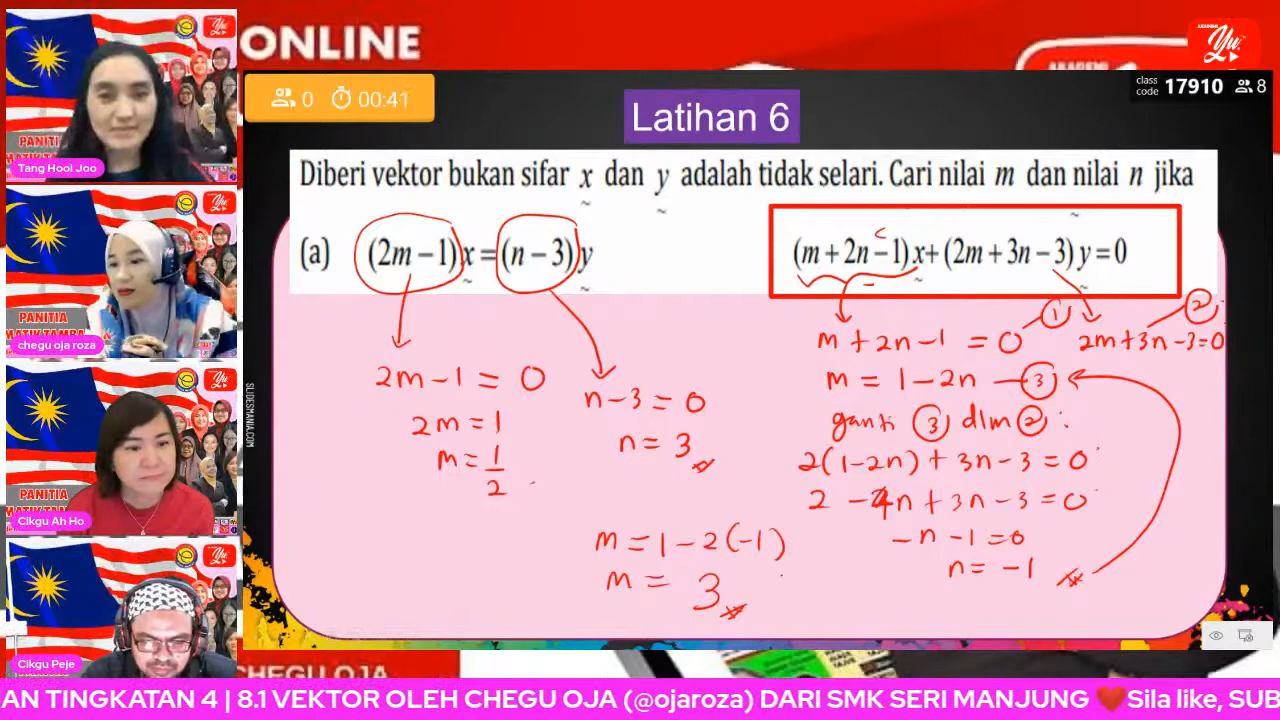 ONLINE
AKADEMI
Yu
class code 17910 8
0 00:41
Latihan 6
Diberi vektor bukan sifar x dan y adalah tidak selari. Cari nilai m dan nilai n jika
(a) (2m − 1)x = (n − 3)y
(m + 2n − 1)x + (2m + 3n − 3)y = 0
2m − 1 = 0
2m = 1
m = 1/2
n − 3 = 0
n = 3
m + 2n − 1 = 0 ①
2m + 3n − 3 = 0 ②
m = 1 − 2n — ③
ganti ③ dlm ② :
2(1 − 2n) + 3n − 3 = 0
2 − 4n + 3n − 3 = 0
− n − 1 = 0
n = − 1
m = 1 − 2(−1)
m = 3
SLIDESMANIA.COM
PANITIA
Tang Hooi Joo
chegu oja roza
PANITIA
Cikgu Ah Ho
Cikgu Peje
CHEGU OJA
AN TINGKATAN 4 | 8.1 VEKTOR OLEH CHEGU OJA (@ojaroza) DARI SMK SERI MANJUNG ❤️Sila like, SUB